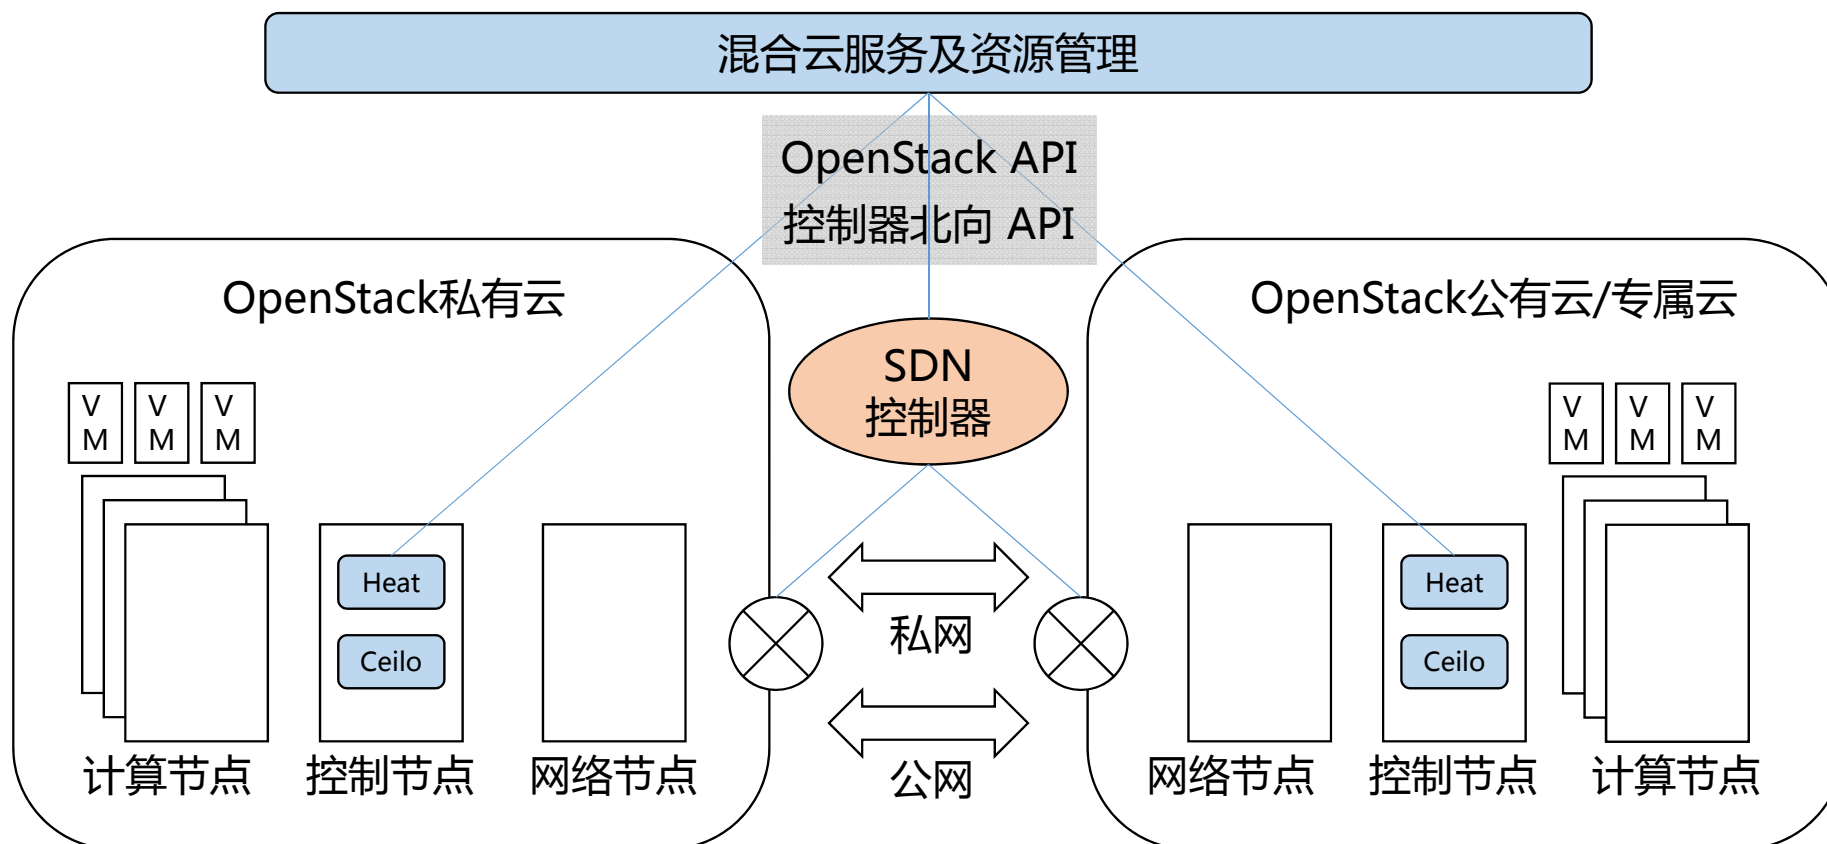 混合云服务及资源管理
OpenStack API
控制器北向 API
OpenStack私有云
OpenStack公有云/专属云
SDN
控制器
V
M
V
M
V
M
V
M
V
M
V
M
Heat
Ceilo
Heat
Ceilo
私网
公网
计算节点
控制节点
网络节点
网络节点
控制节点
计算节点